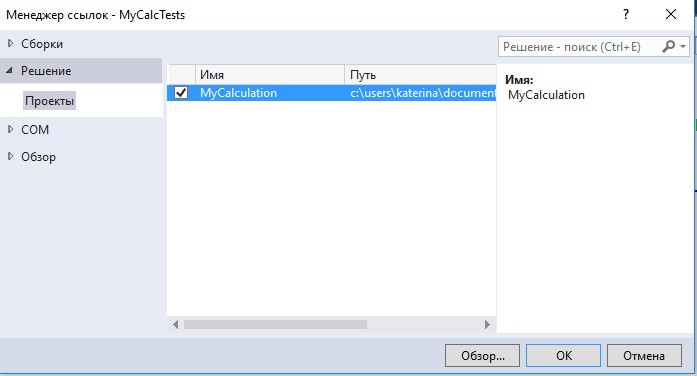 Менеджер ссылок - MyCalcTests
?
Сборки
Решение
Проекты
COM
Обзор
Имя Путь
MyCalculation c:\users\katerina\document
Решение - поиск (Ctrl+E)
Имя:
MyCalculation
Обзор... ОК Отмена